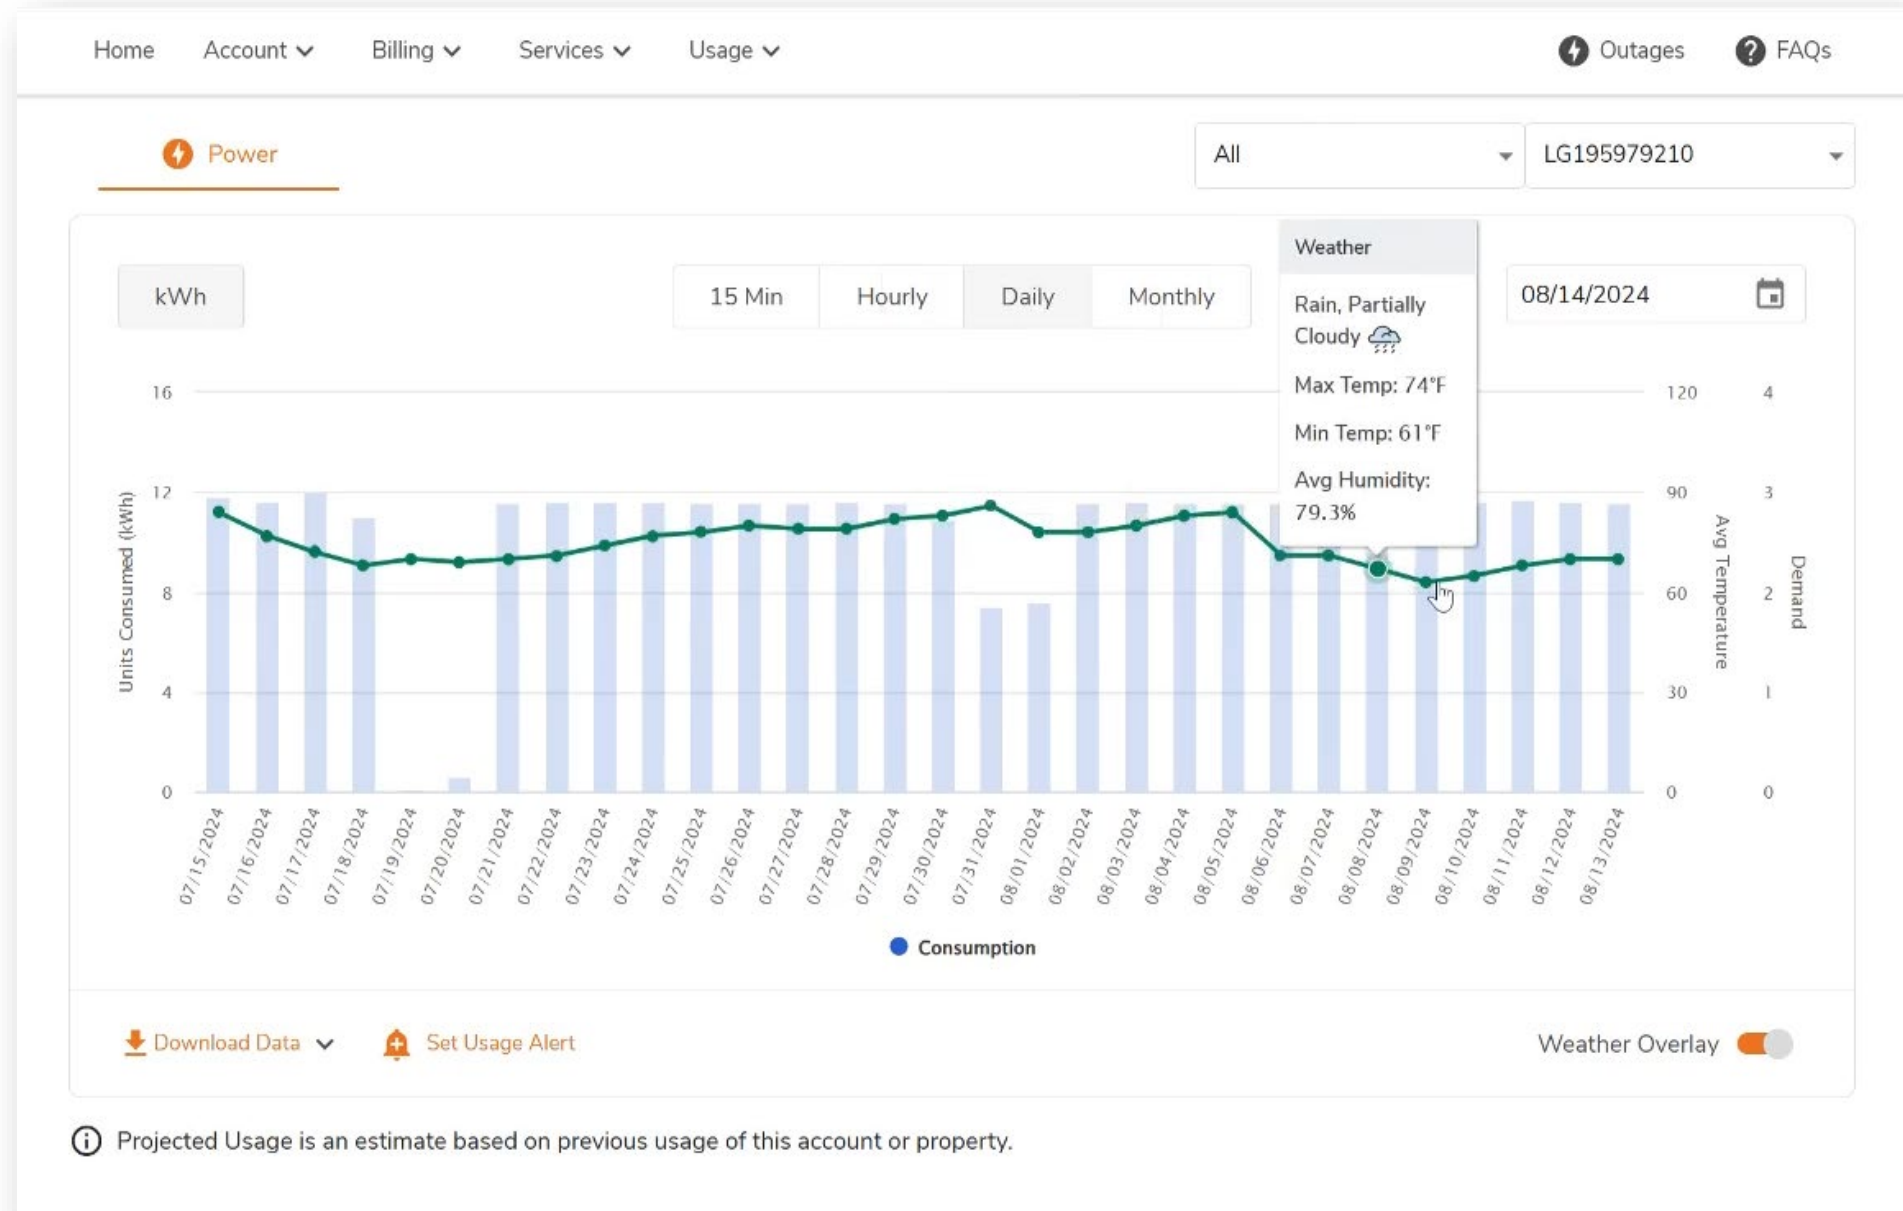 Home Account Billing Services Usage Outages FAQs
Power All LG195979210
Weather
kWh 15 Min Hourly Daily Monthly 08/14/2024
Rain, Partially
Cloudy
Max Temp: 74°F
Min Temp: 61°F
Avg Humidity:
79.3%
16 120 4
12 90 3
8 60 2
4 30 1
0 0 0
Units Consumed (kWh)
Avg Temperature
Demand
07/15/2024 07/16/2024 07/17/2024 07/18/2024 07/19/2024 07/20/2024 07/21/2024 07/22/2024 07/23/2024 07/24/2024 07/25/2024 07/26/2024 07/27/2024 07/28/2024 07/29/2024 07/30/2024 07/31/2024 08/01/2024 08/02/2024 08/03/2024 08/04/2024 08/05/2024 08/06/2024 08/07/2024 08/08/2024 08/09/2024 08/10/2024 08/11/2024 08/12/2024 08/13/2024
Consumption
Download Data Set Usage Alert Weather Overlay
Projected Usage is an estimate based on previous usage of this account or property.